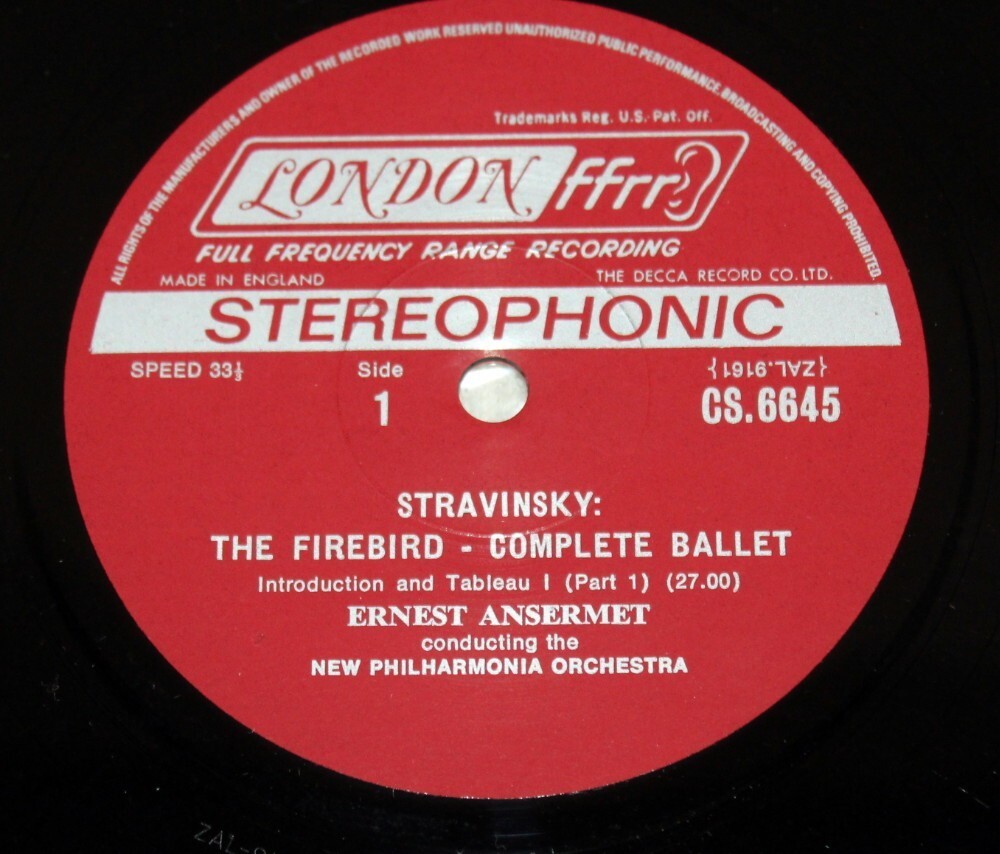 ALL RIGHTS OF THE MANUFACTURERS AND OWNER OF THE RECORDED WORK RESERVED UNAUTHORIZED PUBLIC PERFORMANCE, BROADCASTING AND COPYING PROHIBITED.
Trademarks Reg. U.S. Pat. Off.
LONDON ffrr
FULL FREQUENCY RANGE RECORDING
MADE IN ENGLAND THE DECCA RECORD CO. LTD.
STEREOPHONIC
SPEED 33⅓ Side {ZAL.9161}
1 CS.6645
STRAVINSKY:
THE FIREBIRD - COMPLETE BALLET
Introduction and Tableau I (Part 1) (27.00)
ERNEST ANSERMET
conducting the
NEW PHILHARMONIA ORCHESTRA